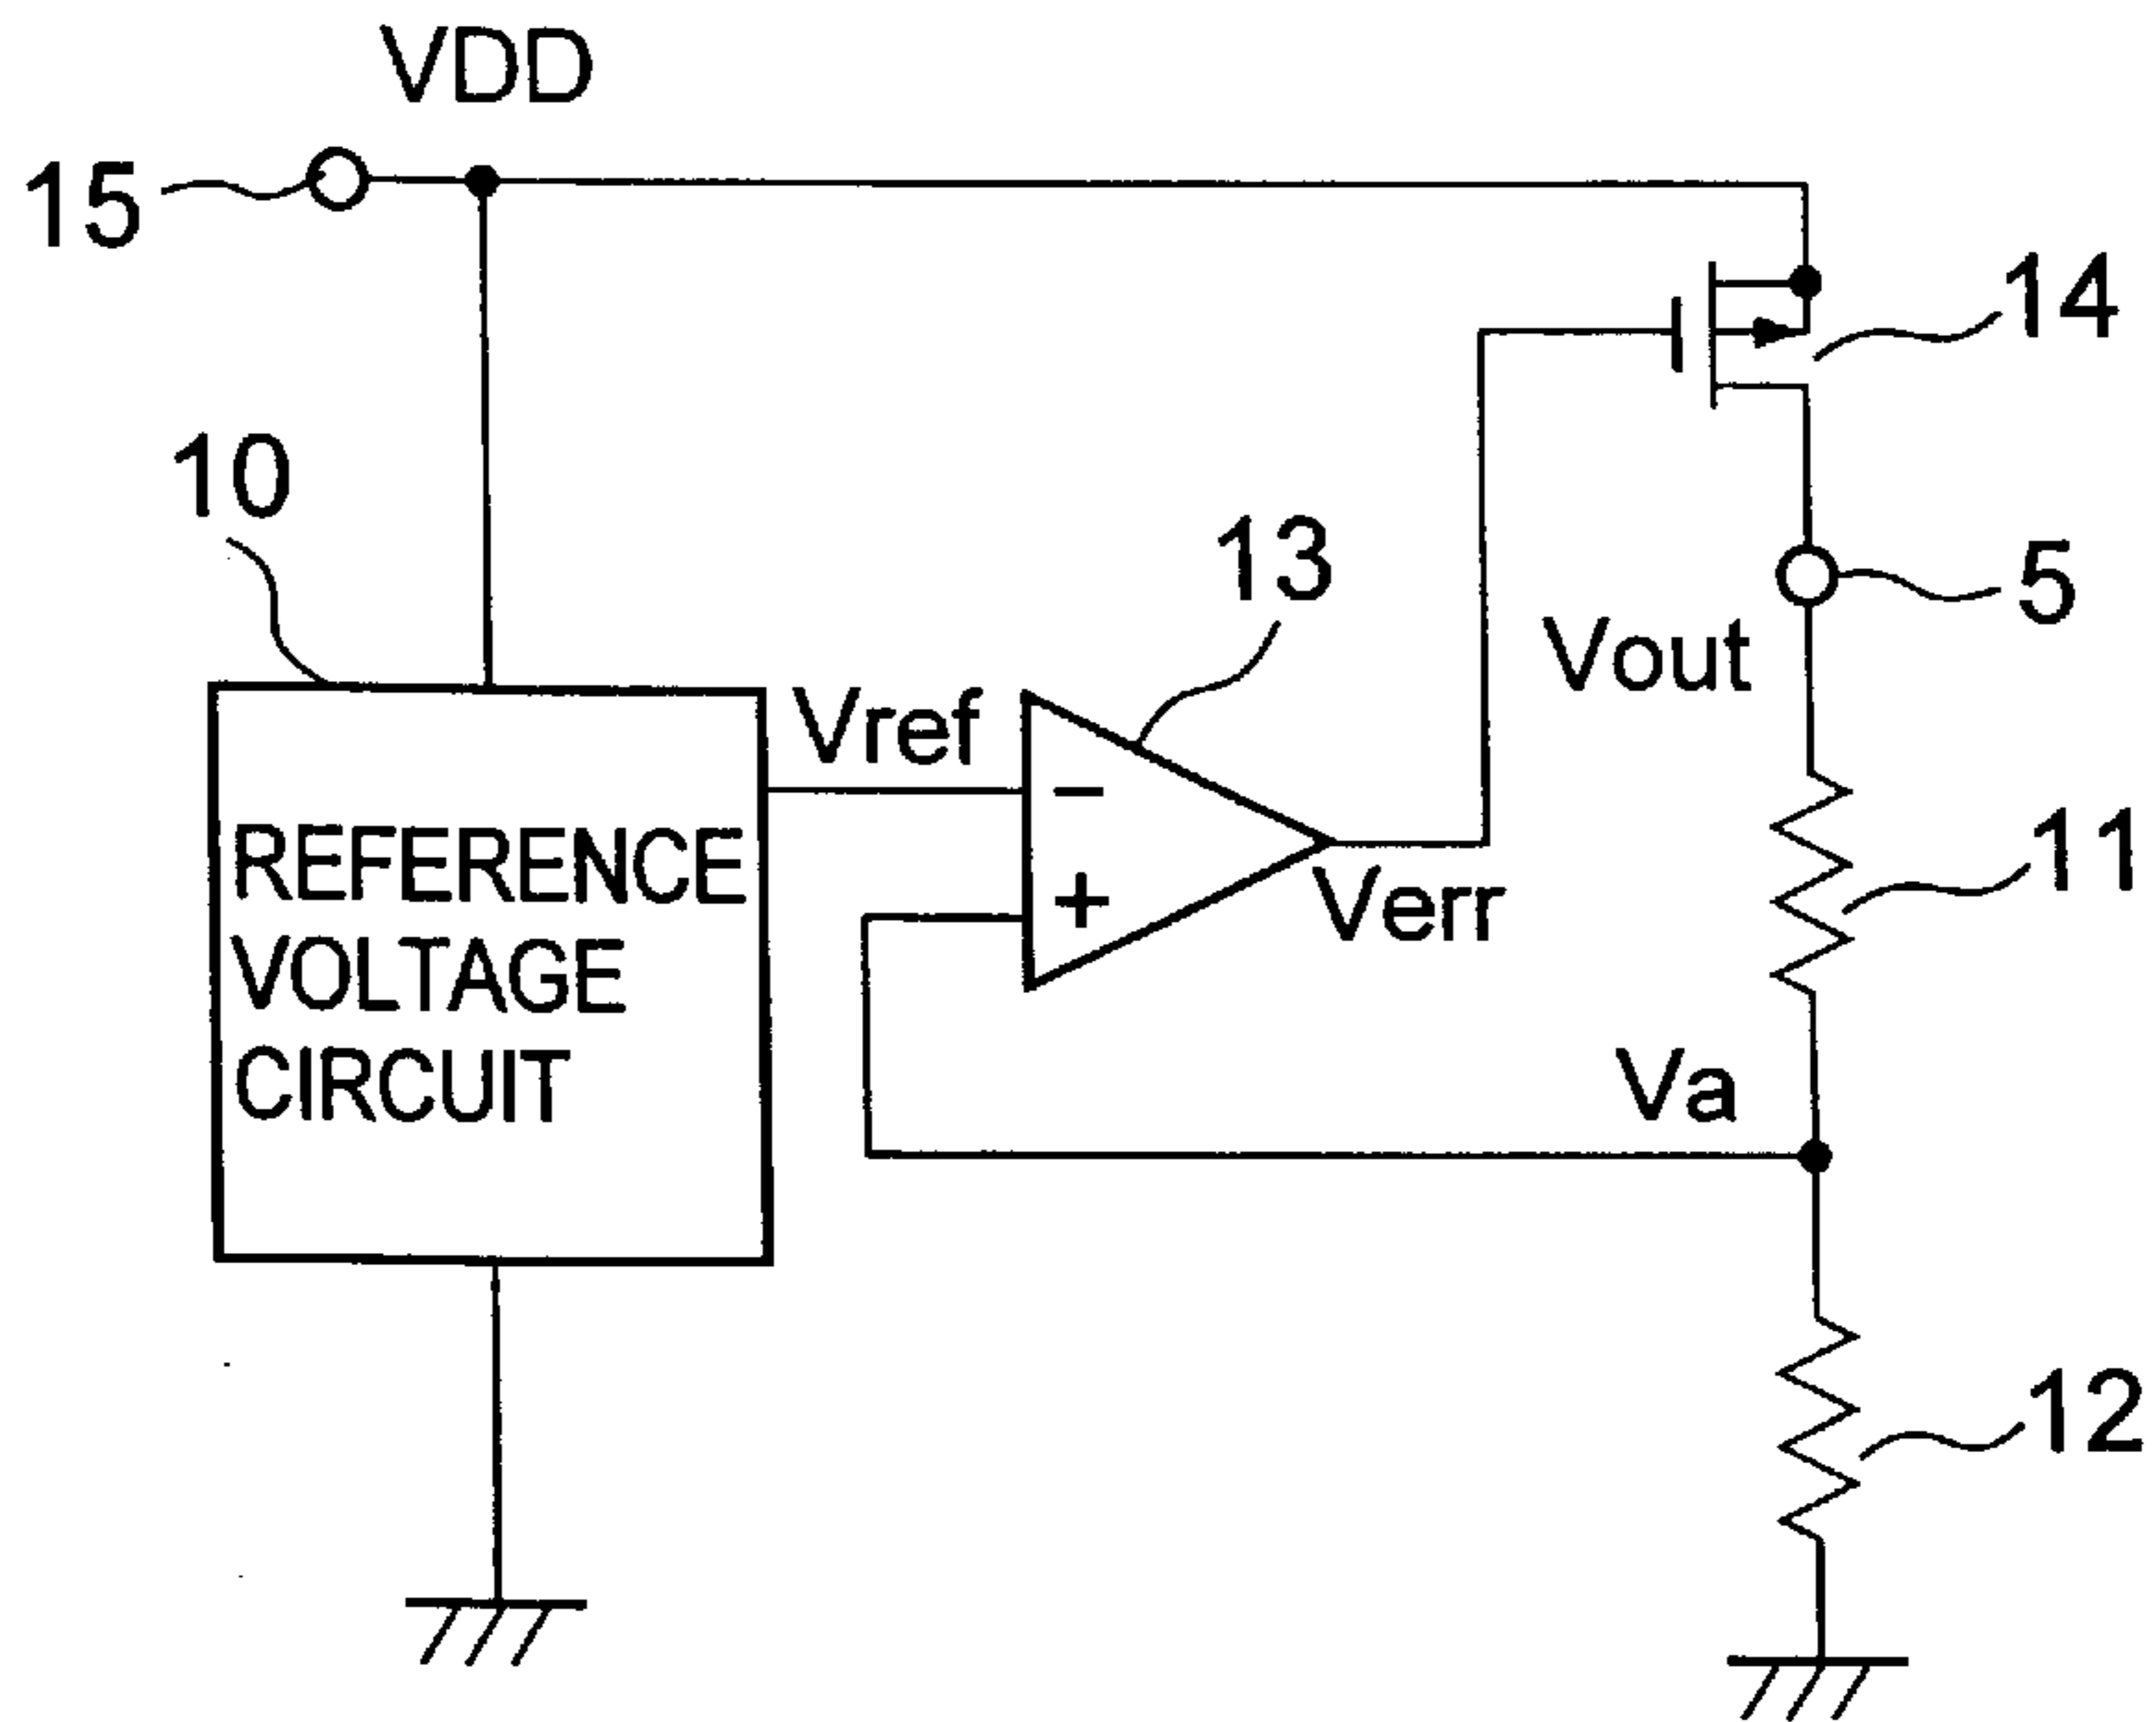 VDD
15
14
10
13
5
Vout
Vref
−
REFERENCE
VOLTAGE
CIRCUIT
+
Verr
11
Va
12